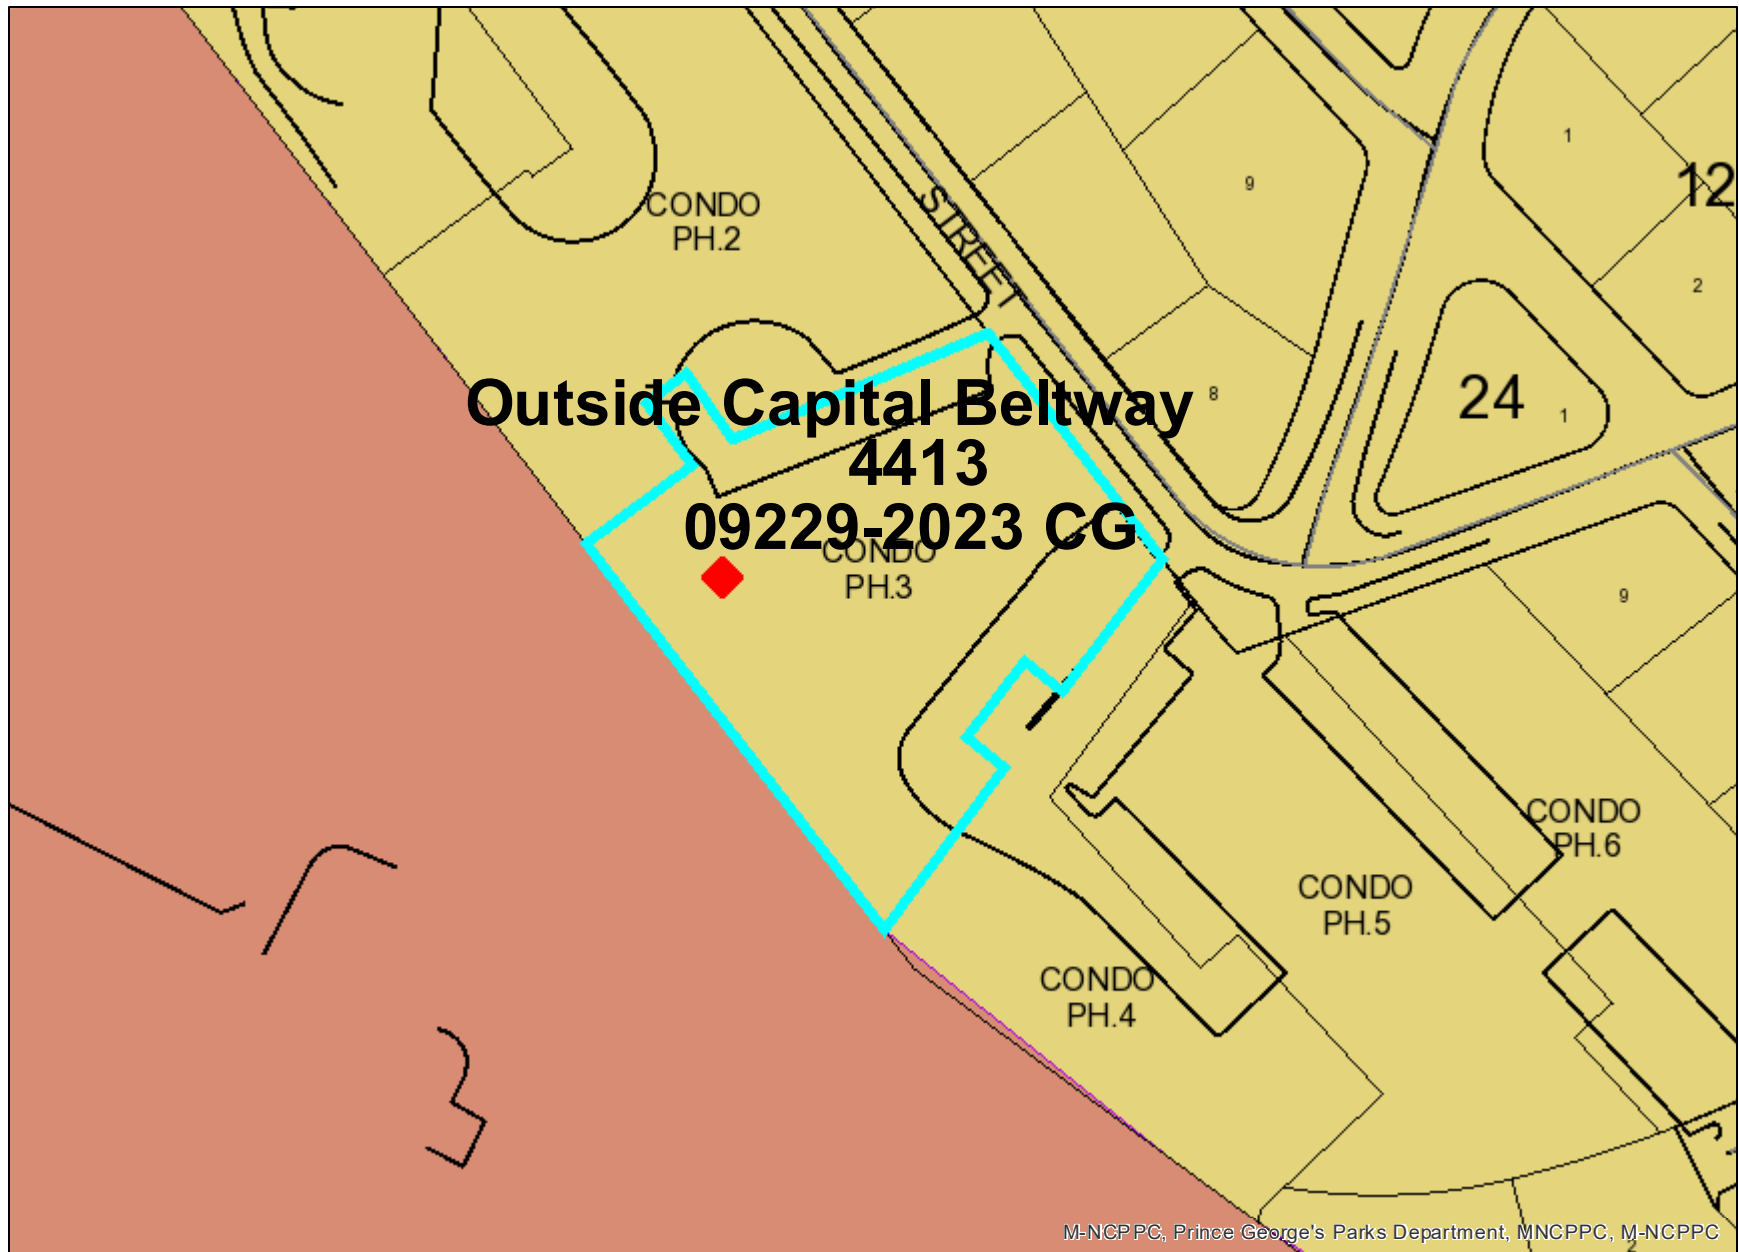 1
12
9
CONDO
PH.2
STREET
2
Outside Capital Beltway
8
24
1
4413
09229-2023 CG
CONDO
PH.3
9
CONDO
PH.6
CONDO
PH.5
CONDO
PH.4
M-NCPPC, Prince George's Parks Department, MNCPPC, M-NCPPC
2